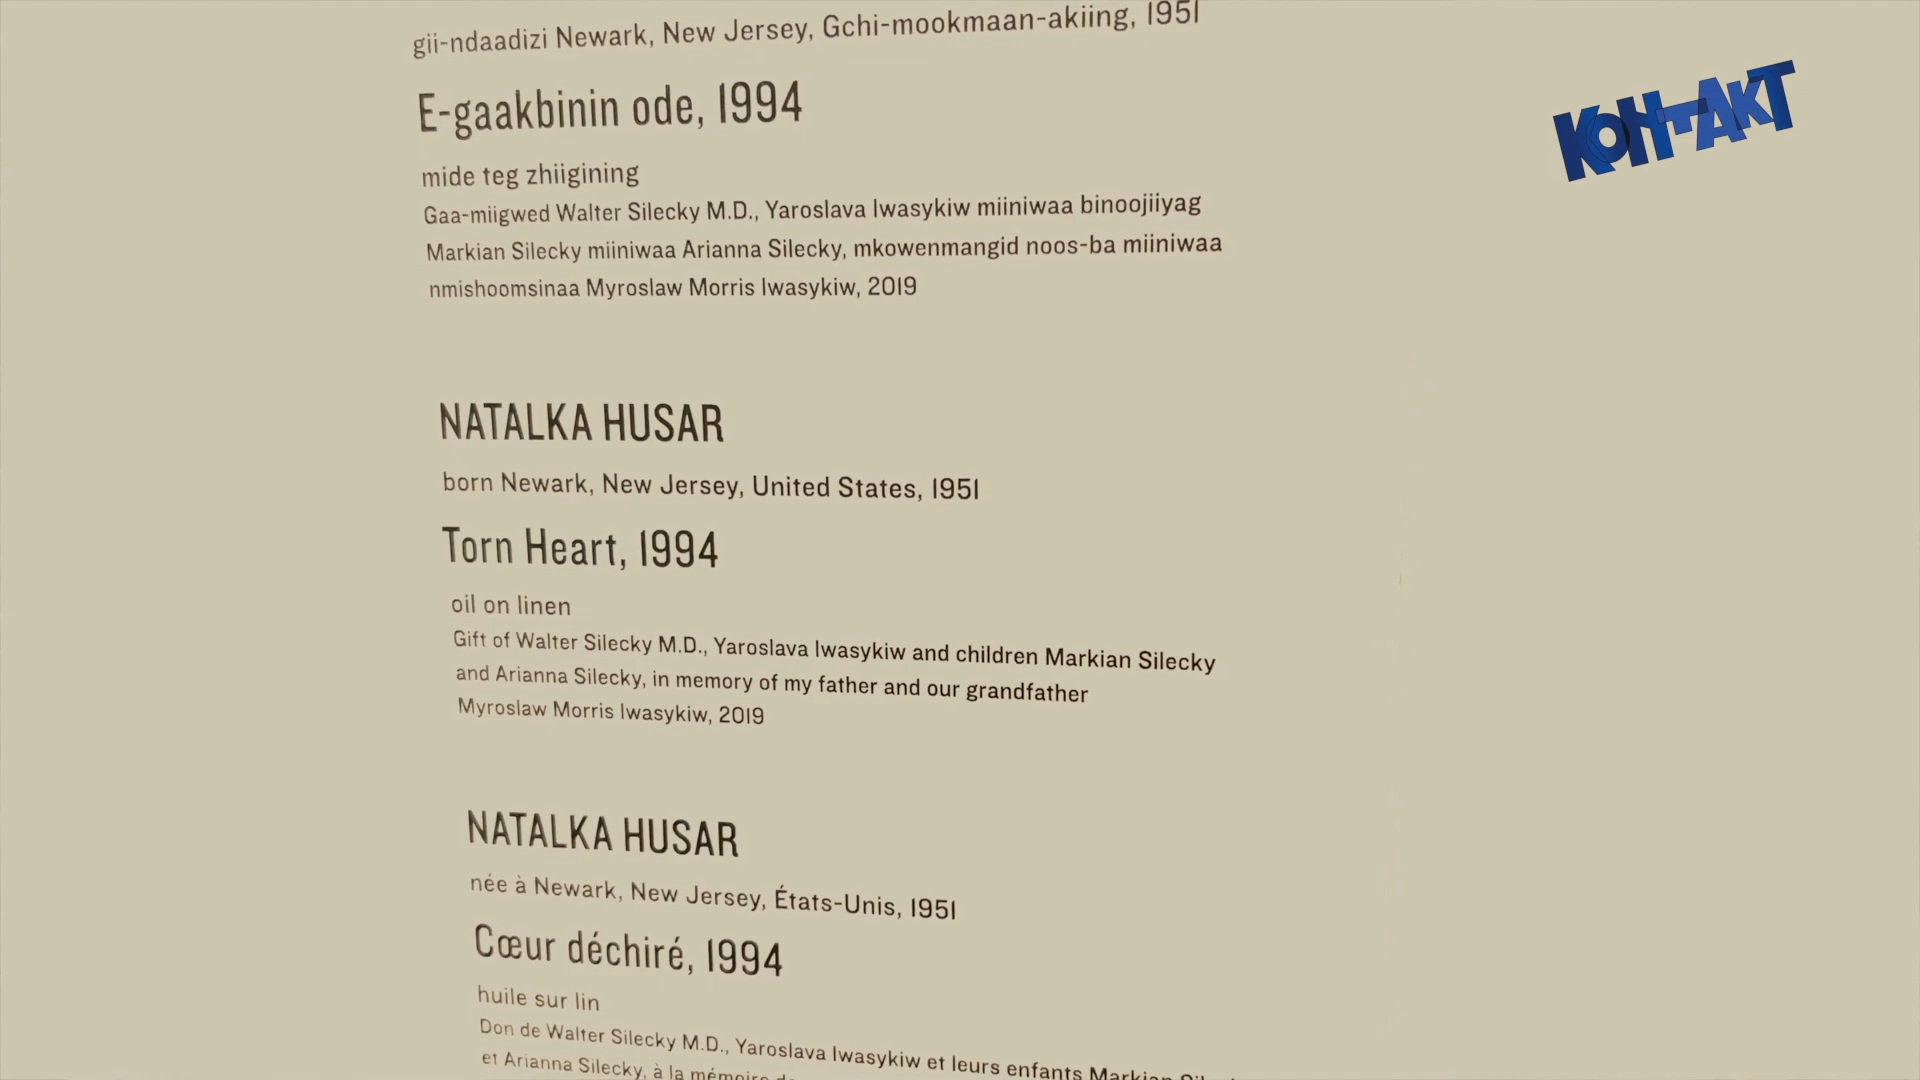 gii-ndaadizi Newark, New Jersey, Gchi-mookmaan-akiing, 1951
KOHTAKT
E-gaakbinin ode, 1994
mide teg zhiigining
Gaa-miigwed Walter Silecky M.D., Yaroslava Iwasykiw miiniwaa binoojiiyag
Markian Silecky miiniwaa Arianna Silecky, mkowenmangid noos-ba miiniwaa
nmishoomsinaa Myroslaw Morris Iwasykiw, 2019
NATALKA HUSAR
born Newark, New Jersey, United States, 1951
Torn Heart, 1994
oil on linen
Gift of Walter Silecky M.D., Yaroslava Iwasykiw and children Markian Silecky
and Arianna Silecky, in memory of my father and our grandfather
Myroslaw Morris Iwasykiw, 2019
NATALKA HUSAR
née à Newark, New Jersey, États-Unis, 1951
Cœur déchiré, 1994
huile sur lin
Don de Walter Silecky M.D., Yaroslava Iwasykiw et leurs enfants Markian
et Arianna Silecky, à la mémoire